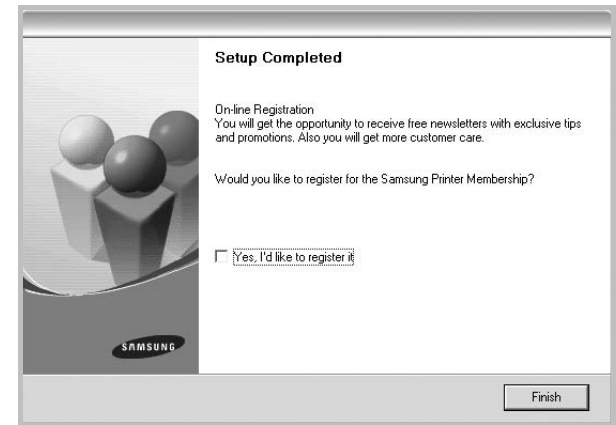 Setup Completed
On-line Registration
You will get the opportunity to receive free newsletters with exclusive tips
and promotions. Also you will get more customer care.
Would you like to register for the Samsung Printer Membership?
Yes, I'd like to register it
SAMSUNG
Finish